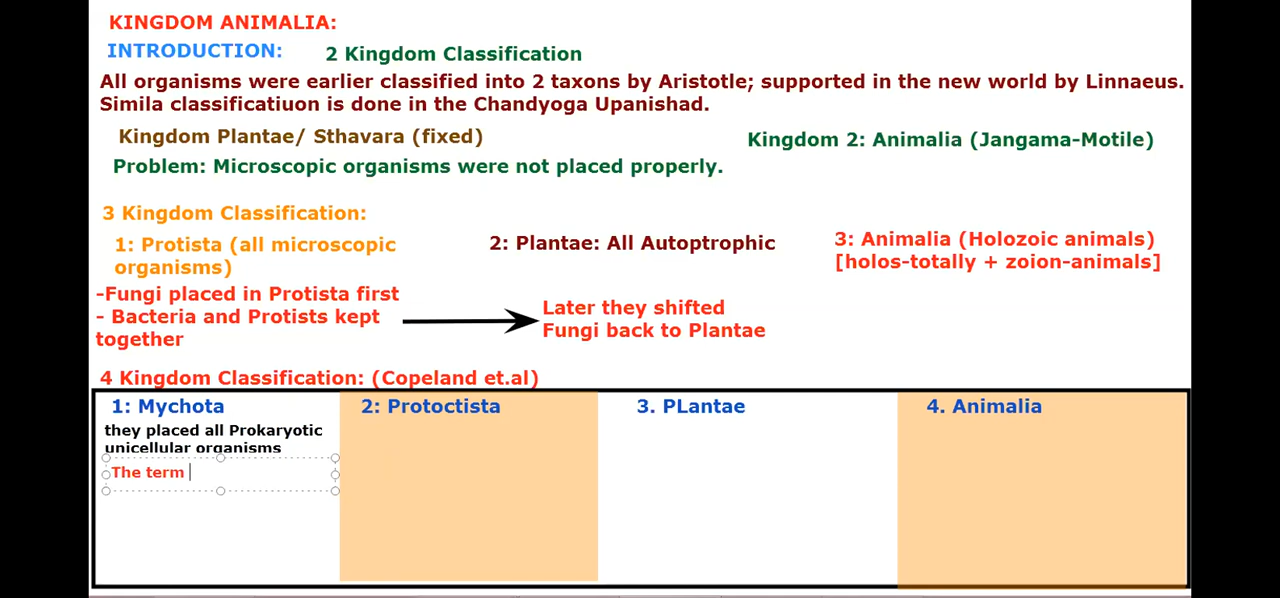 KINGDOM ANIMALIA:
INTRODUCTION:
2 Kingdom Classification
All organisms were earlier classified into 2 taxons by Aristotle; supported in the new world by Linnaeus.
Simila classificatiuon is done in the Chandyoga Upanishad.
Kingdom Plantae/ Sthavara (fixed)
Kingdom 2: Animalia (Jangama-Motile)
Problem: Microscopic organisms were not placed properly.
3 Kingdom Classification:
1: Protista (all microscopic
organisms)
2: Plantae: All Autoptrophic
3: Animalia (Holozoic animals)
[holos-totally + zoion-animals]
-Fungi placed in Protista first
- Bacteria and Protists kept
together
Later they shifted
Fungi back to Plantae
4 Kingdom Classification: (Copeland et.al)
1: Mychota
they placed all Prokaryotic
unicellular organisms
The term
2: Protoctista
3. PLantae
4. Animalia